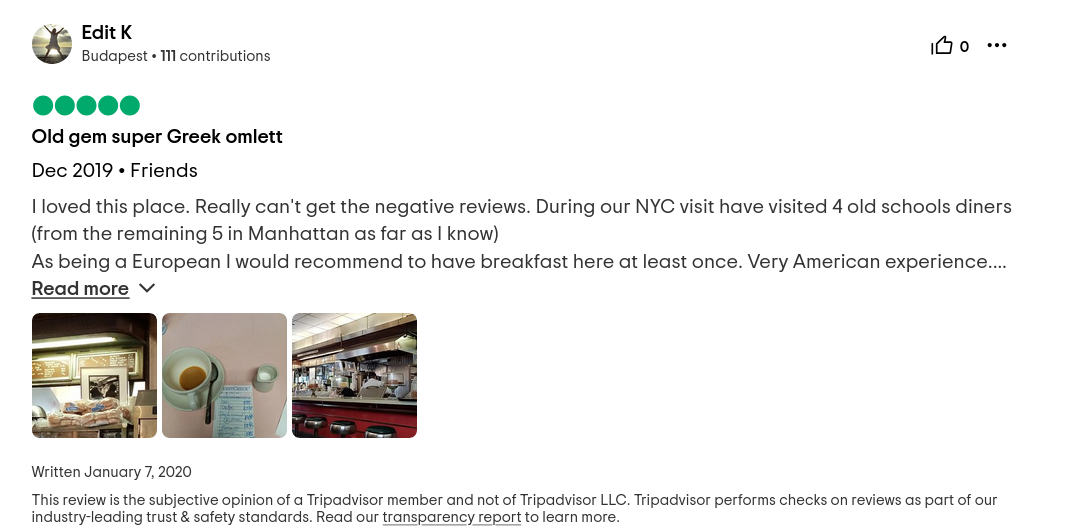 Edit K
Budapest • 111 contributions
0
Old gem super Greek omlett
Dec 2019 • Friends
I loved this place. Really can't get the negative reviews. During our NYC visit have visited 4 old schools diners
(from the remaining 5 in Manhattan as far as I know)
As being a European I would recommend to have breakfast here at least once. Very American experience....
Read more
Written January 7, 2020
This review is the subjective opinion of a Tripadvisor member and not of Tripadvisor LLC. Tripadvisor performs checks on reviews as part of our
industry-leading trust & safety standards. Read our transparency report to learn more.